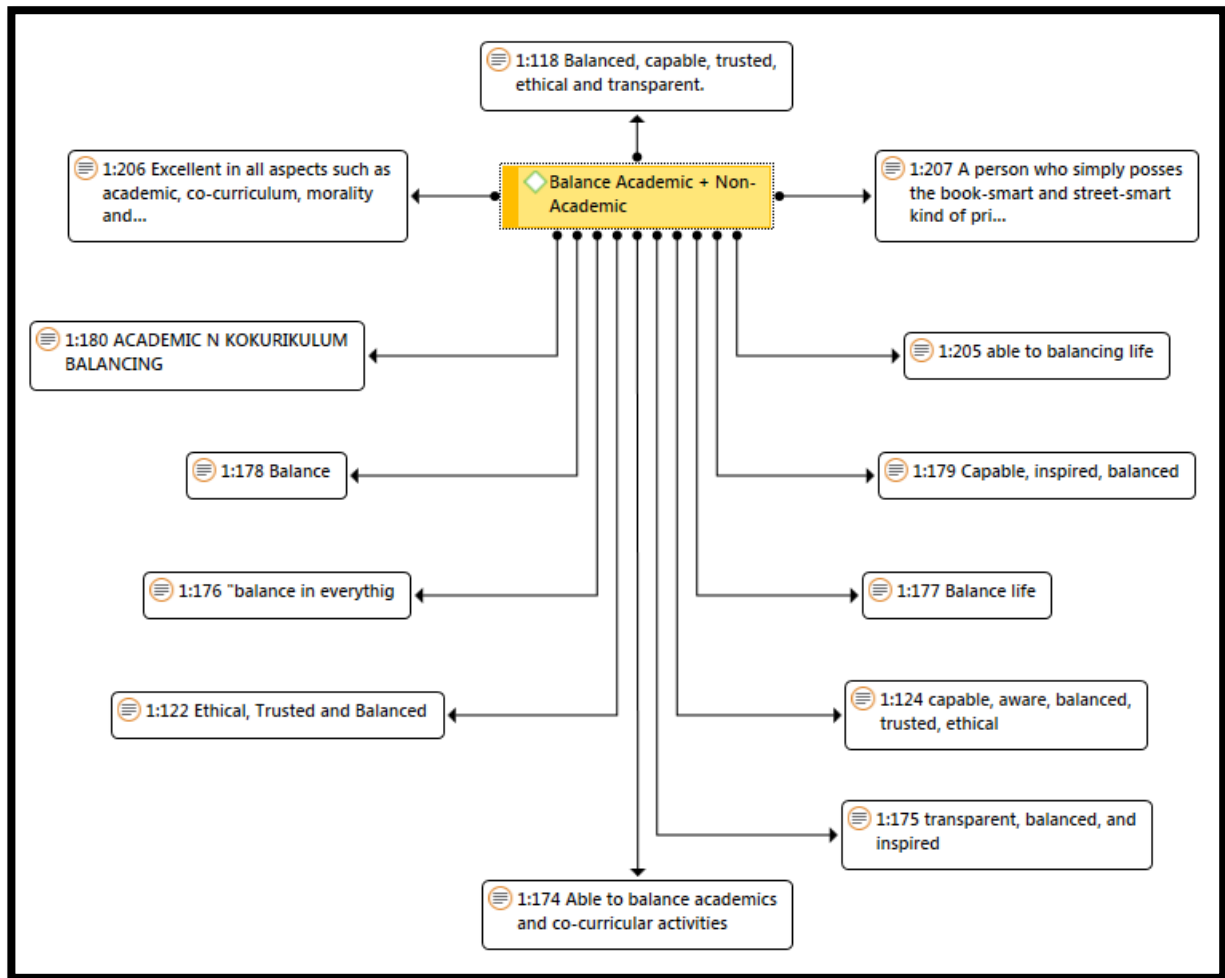 1:118 Balanced, capable, trusted,
ethical and transparent.
1:206 Excellent in all aspects such as
academic, co-curriculum, morality
and...
Balance Academic + Non-
Academic
1:207 A person who simply posses
the book-smart and street-smart
kind of pri...
1:180 ACADEMIC N KOKURIKULUM
BALANCING
1:205 able to balancing life
1:178 Balance
1:179 Capable, inspired, balanced
1:176 ˜balance in everythig
1:177 Balance life
1:122 Ethical, Trusted and Balanced
1:124 capable, aware, balanced,
trusted, ethical
1:175 transparent, balanced, and
inspired
1:174 Able to balance academics
and co-curricular activities